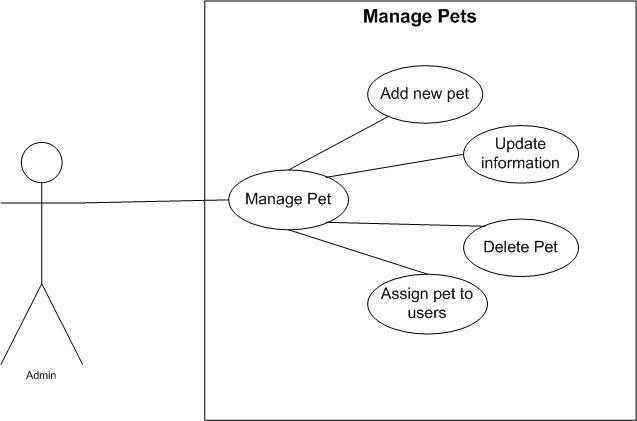 Manage Pets
Add new pet
Update
information
Manage Pet
Delete Pet
Assign pet to
users
Admin